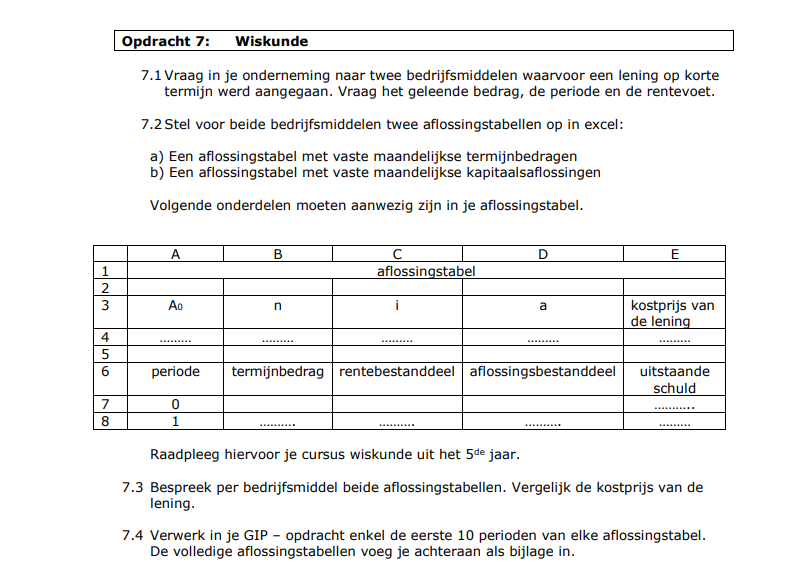 Opdracht 7: Wiskunde
7.1 Vraag in je onderneming naar twee bedrijfsmiddelen waarvoor een lening op korte
termijn werd aangegaan. Vraag het geleende bedrag, de periode en de rentevoet.
7.2 Stel voor beide bedrijfsmiddelen twee aflossingstabellen op in excel:
a) Een aflossingstabel met vaste maandelijkse termijnbedragen
b) Een aflossingstabel met vaste maandelijkse kapitaalsaflossingen
Volgende onderdelen moeten aanwezig zijn in je aflossingstabel.
A B C D E
1 aflossingstabel
2
3 A0 n i a kostprijs van
de lening
4 ......... ......... ......... ......... .........
5
6 periode termijnbedrag rentebestanddeel aflossingsbestanddeel uitstaande
schuld
7 0 ...........
8 1 .......... .......... .......... .........
Raadpleeg hiervoor je cursus wiskunde uit het 5de jaar.
7.3 Bespreek per bedrijfsmiddel beide aflossingstabellen. Vergelijk de kostprijs van de
lening.
7.4 Verwerk in je GIP – opdracht enkel de eerste 10 perioden van elke aflossingstabel.
De volledige aflossingstabellen voeg je achteraan als bijlage in.